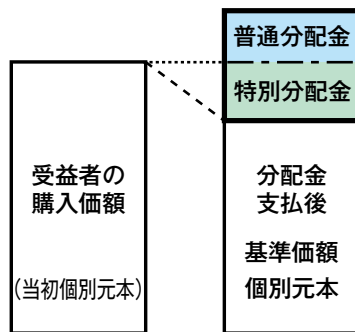 普通分配金
特別分配金
受益者の
購入価額
(当初個別元本)
分配金
支払後
基準価額
個別元本